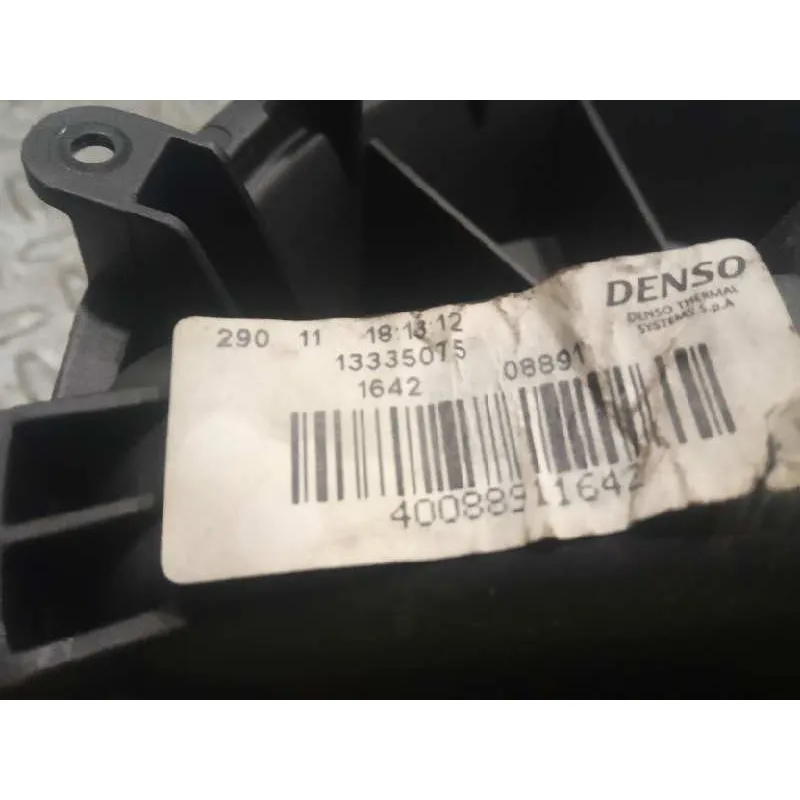 DENSO
DENSO THERMAL
SYSTEMS S.p.A
290 11 18:13:12
13335075
1642 08891
40088911642